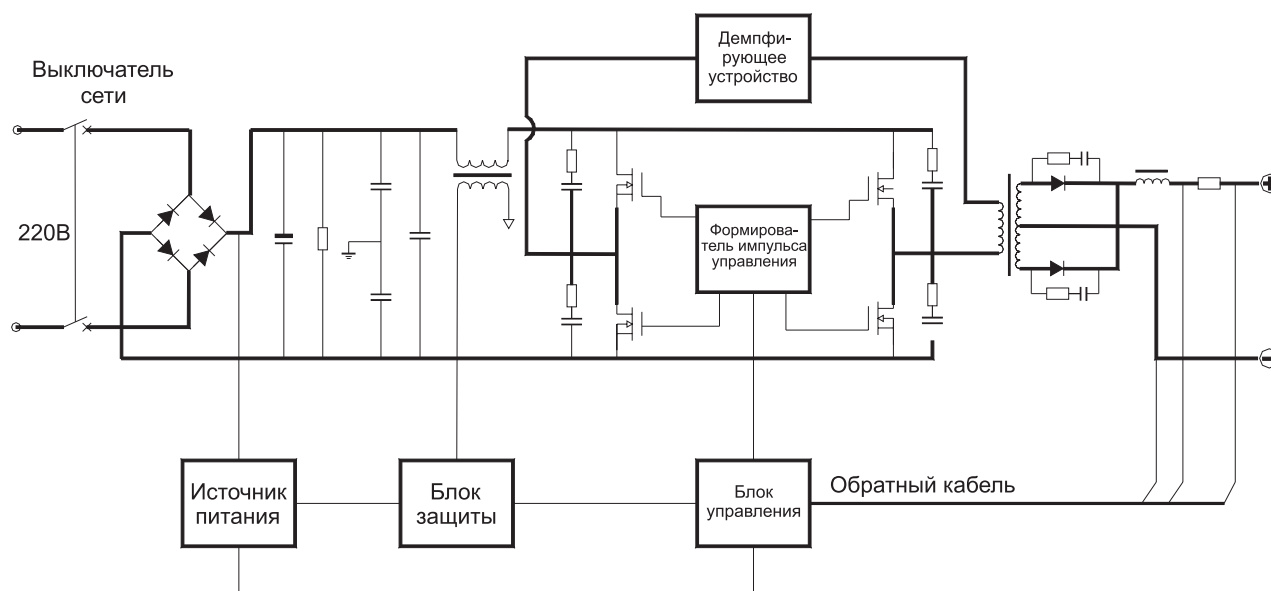 Демпфи-
рующее
устройство
Выключатель
сети
220В
Формирова-
тель импульса
управления
Источник
питания
Блок
защиты
Блок
управления
Обратный кабель